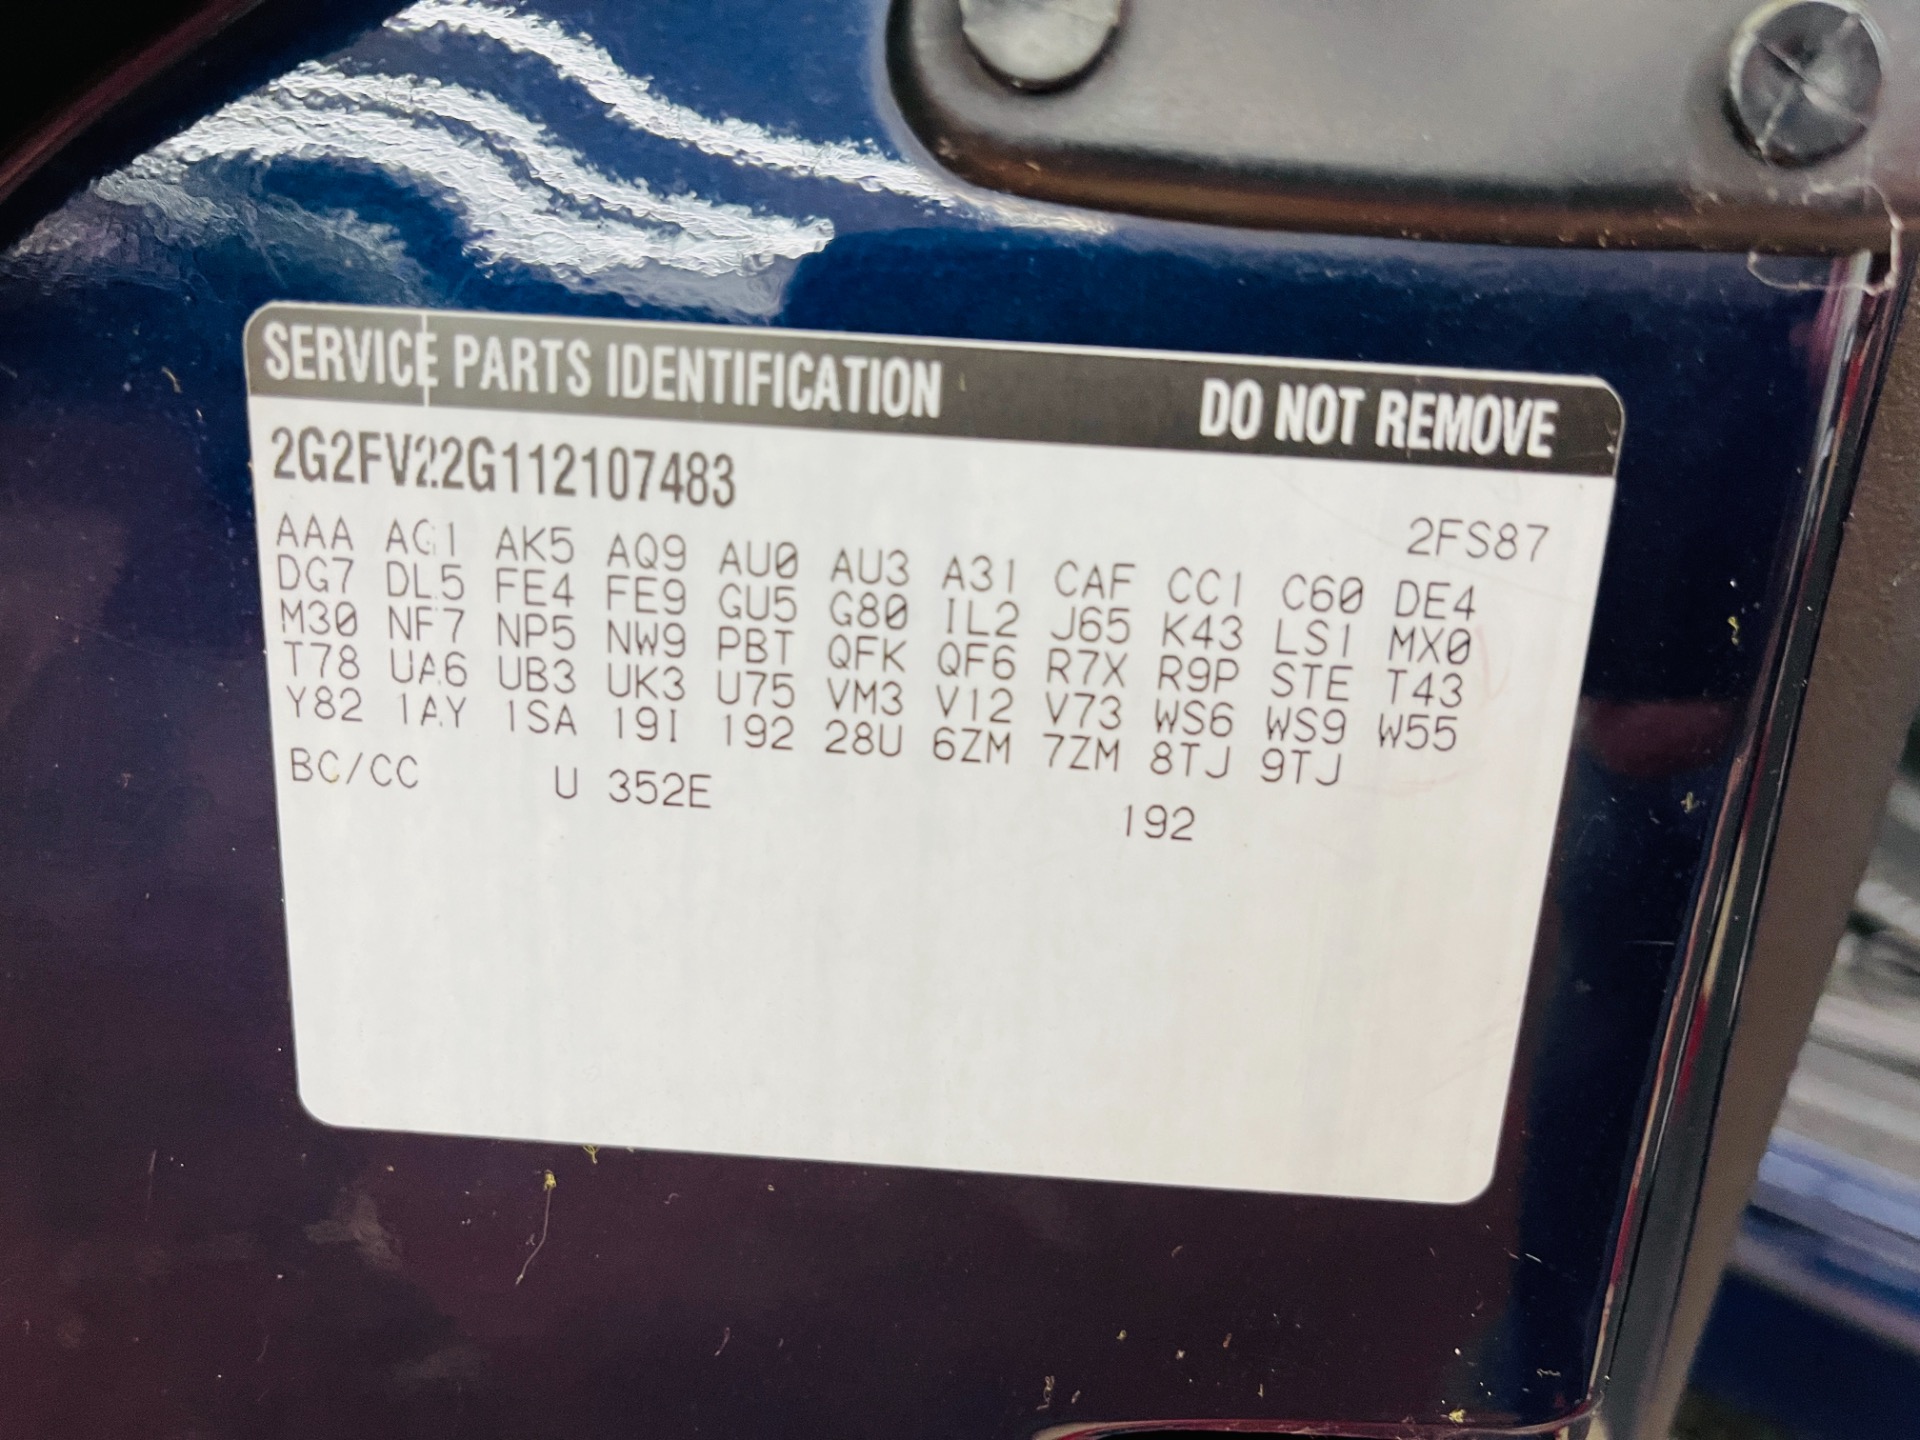 SERVICE PARTS IDENTIFICATION DO NOT REMOVE
2G2FV22G112107483
2FS87
AAA AG1 AK5 AQ9 AU0 AU3 A31 CAF CC1 C60 DE4
DG7 DL5 FE4 FE9 GU5 G80 IL2 J65 K43 LS1 MX0
M30 NF7 NP5 NW9 PBT QFK QF6 R7X R9P STE T43
T78 UA6 UB3 UK3 U75 VM3 V12 V73 WS6 WS9 W55
Y82 1AY 1SA 19I 192 28U 6ZM 7ZM 8TJ 9TJ
BC/CC U 352E 192